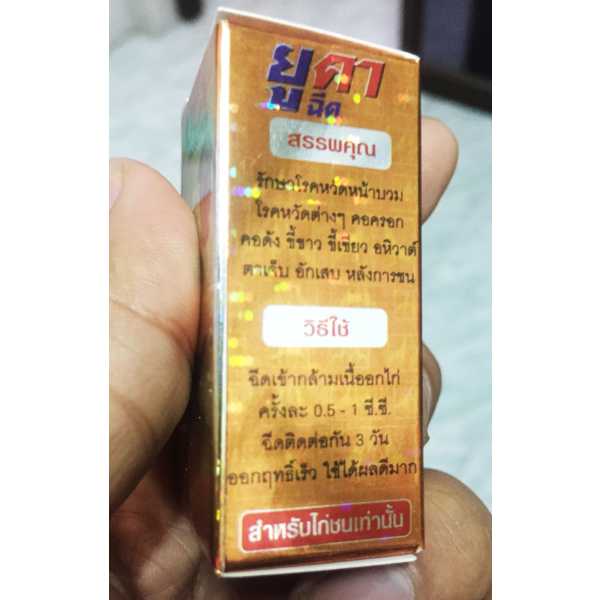 ยูคา
ฉีด
สรรพคุณ
รักษาโรคหวัดหน้าบวม
โรคหวัดต่างๆ คอครอก
คอดัง ขี้ขาว ขี้เขียว อหิวาต์
ตาเจ็บ อักเสบ หลังการชน
วิธีใช้
ฉีดเข้ากล้ามเนื้ออกไก่
ครั้งละ 0.5 - 1 ซี.ซี.
ฉีดติดต่อกัน 3 วัน
ออกฤทธิ์เร็ว ใช้ได้ผลดีมาก
สำหรับไก่ชนเท่านั้น